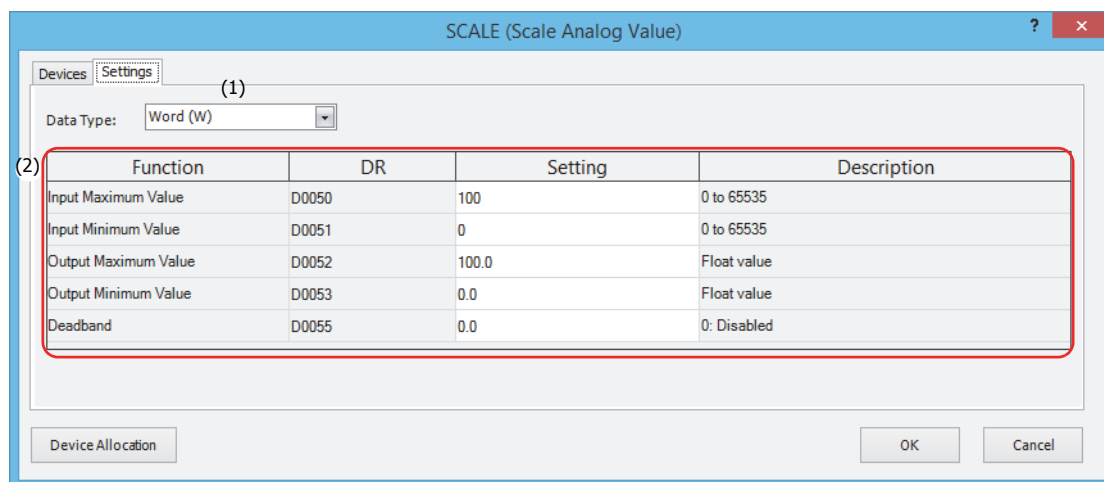 SCALE (Scale Analog Value)
?
×
Devices Settings
(1)
Data Type: Word (W)
(2)
Function DR Setting Description
Input Maximum Value D0050 100 0 to 65535
Input Minimum Value D0051 0 0 to 65535
Output Maximum Value D0052 100.0 Float value
Output Minimum Value D0053 0.0 Float value
Deadband D0055 0.0 0: Disabled
Device Allocation OK Cancel